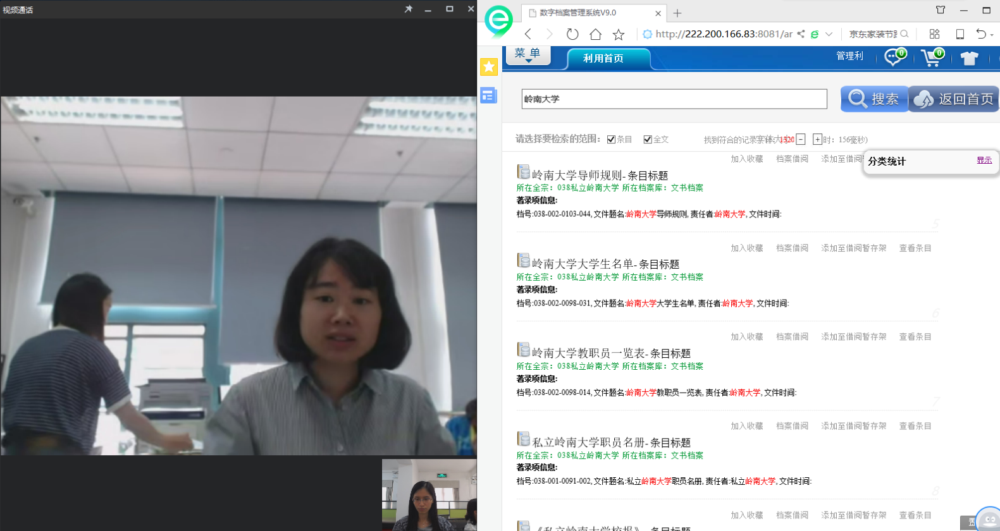 视频通话
数字档案管理系统V9.0
http://222.200.166.83:8081/ar
京东家装节
菜 单
利用首页
管理利
0
0
岭南大学
搜索
返回首页
请选择要检索的范围：
条目
全文
找到符合的记录
1320
时：156毫秒)
加入收藏 档案借阅 添加至借阅
分类统计
显示
岭南大学导师规则-条目标题
所在全宗：038私立岭南大学 所在档案库：文书档案
著录项信息:
档号:038-002-0103-044, 文件题名:岭南大学导师规则, 责任者:岭南大学, 文件时间:
5
加入收藏 档案借阅 添加至借阅暂存架 查看条目
岭南大学大学生名单-条目标题
所在全宗：038私立岭南大学 所在档案库：文书档案
著录项信息:
档号:038-002-0098-031, 文件题名:岭南大学大学生名单, 责任者:岭南大学, 文件时间:
6
加入收藏 档案借阅 添加至借阅暂存架 查看条目
岭南大学教职员一览表-条目标题
所在全宗：038私立岭南大学 所在档案库：文书档案
著录项信息:
档号:038-002-0098-014, 文件题名:岭南大学教职员一览表, 责任者:岭南大学, 文件时间:
7
加入收藏 档案借阅 添加至借阅暂存架 查看条目
私立岭南大学职员名册-条目标题
所在全宗：038私立岭南大学 所在档案库：文书档案
著录项信息:
档号:038-001-0091-002, 文件题名:私立岭南大学职员名册, 责任者:私立岭南大学, 文件时间:
8
加入收藏 档案借阅 添加至借阅暂存架 查看条目
《私立岭南大学校报》-条目标题